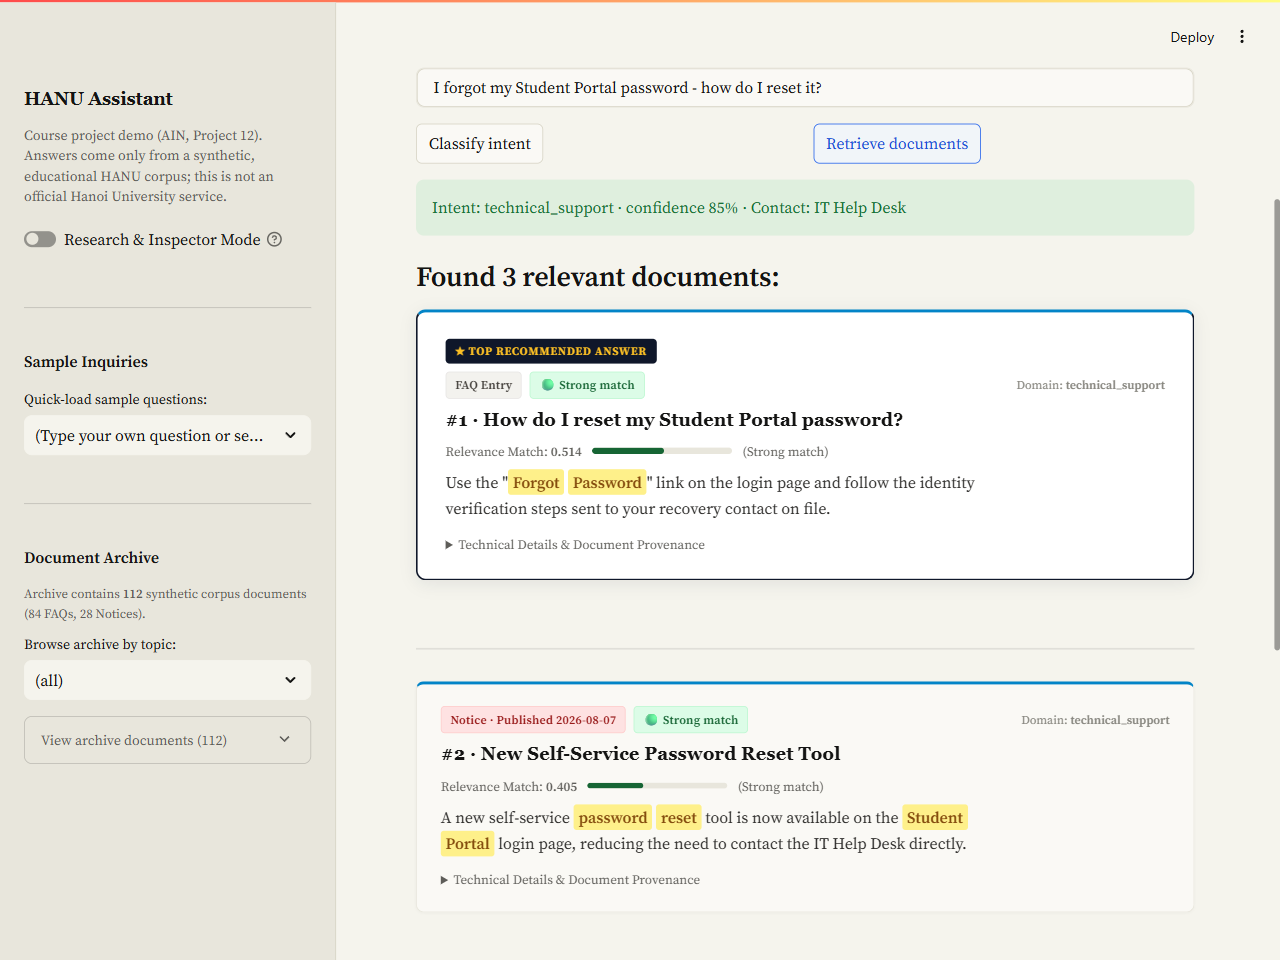 Deploy
HANU Assistant
Course project demo (AIN, Project 12).
Answers come only from a synthetic,
educational HANU corpus; this is not an
official Hanoi University service.
Research & Inspector Mode
Sample Inquiries
Quick-load sample questions:
(Type your own question or se...
Document Archive
Archive contains 112 synthetic corpus documents
(84 FAQs, 28 Notices).
Browse archive by topic:
(all)
View archive documents (112)
I forgot my Student Portal password - how do I reset it?
Classify intent
Retrieve documents
Intent: technical_support · confidence 85% · Contact: IT Help Desk
Found 3 relevant documents:
★ TOP RECOMMENDED ANSWER
FAQ Entry
Strong match
Domain: technical_support
#1 · How do I reset my Student Portal password?
Relevance Match: 0.514
(Strong match)
Use the "Forgot Password" link on the login page and follow the identity
verification steps sent to your recovery contact on file.
▶ Technical Details & Document Provenance
Notice · Published 2026-08-07
Strong match
Domain: technical_support
#2 · New Self-Service Password Reset Tool
Relevance Match: 0.405
(Strong match)
A new self-service password reset tool is now available on the Student
Portal login page, reducing the need to contact the IT Help Desk directly.
▶ Technical Details & Document Provenance